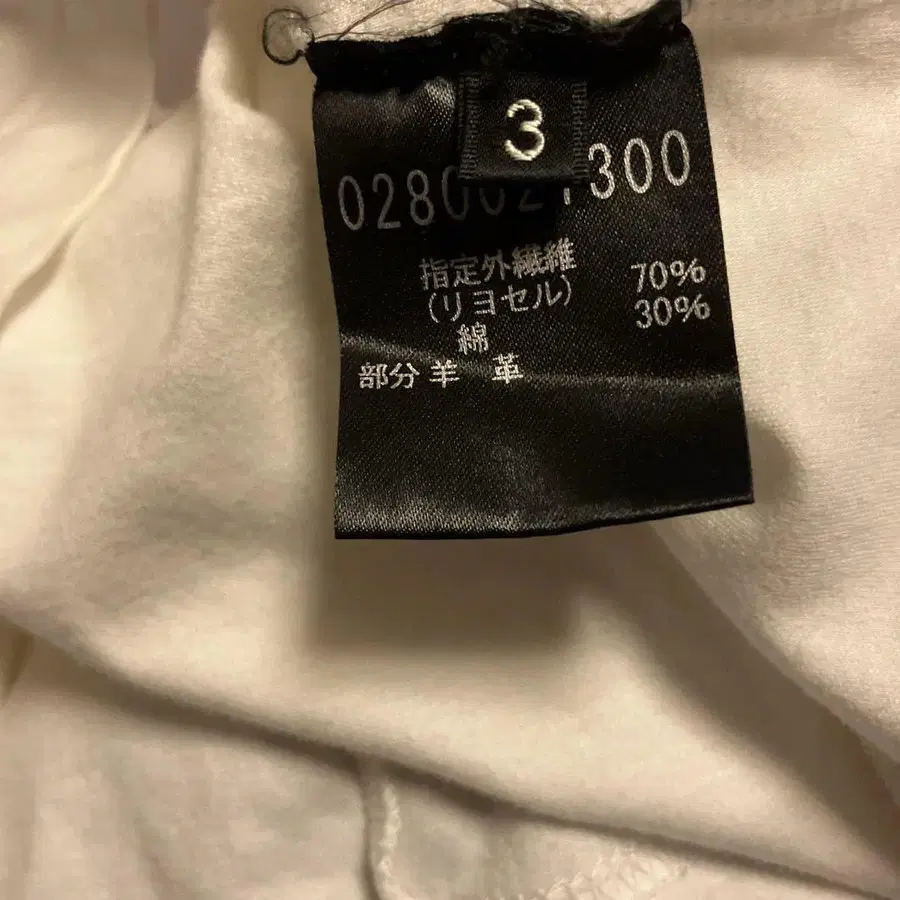 3
0280021300
指定外繊維 70%
(リヨセル) 30%
綿
部分 羊 革